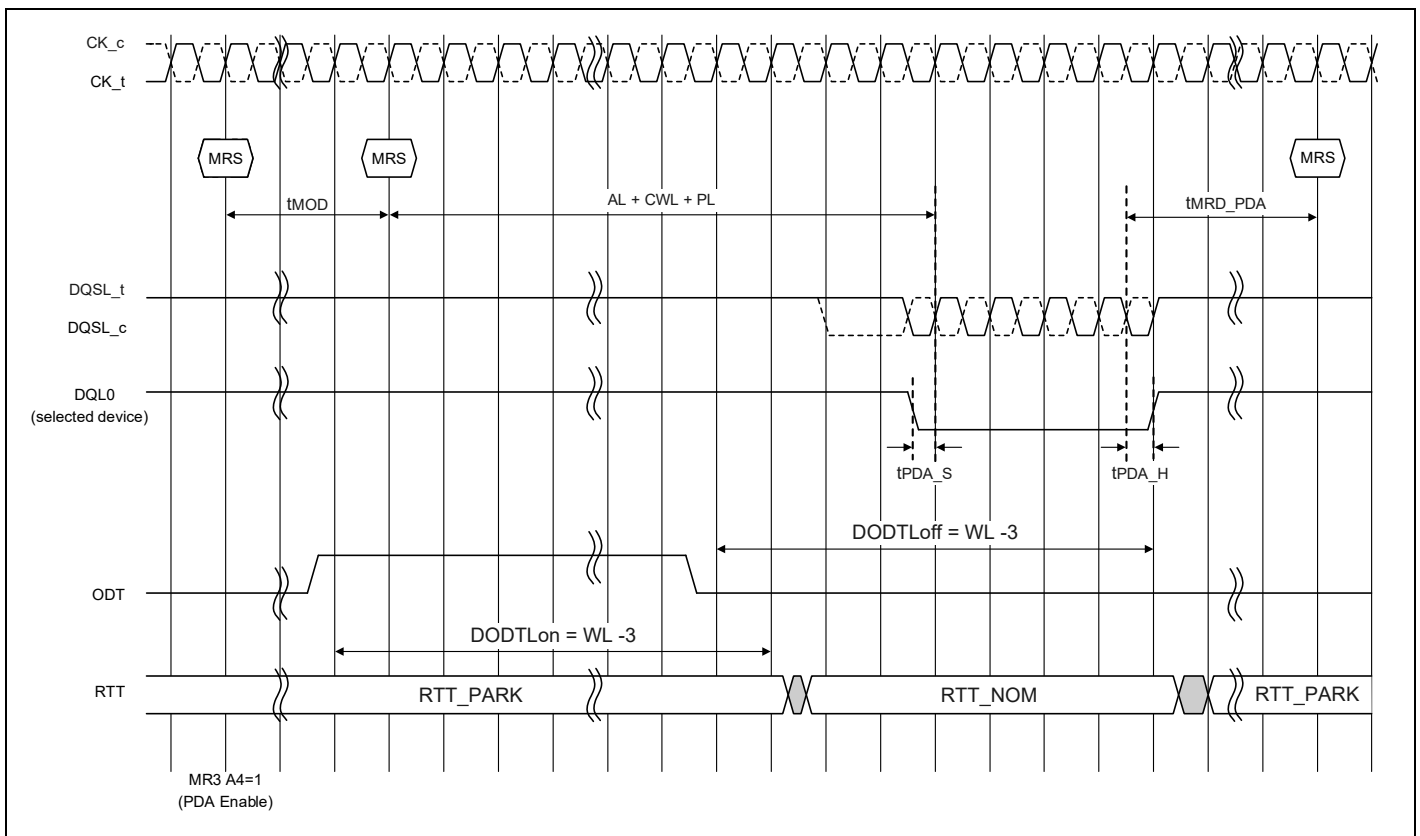 CK_c
CK_t
MRS
MRS
MRS
tMOD
AL + CWL + PL
tMRD_PDA
DQSL_t
DQSL_c
DQL0
(selected device)
tPDA_S
tPDA_H
DODTLoff = WL -3
ODT
DODTLon = WL -3
RTT
RTT_PARK
RTT_NOM
RTT_PARK
MR3 A4=1
(PDA Enable)